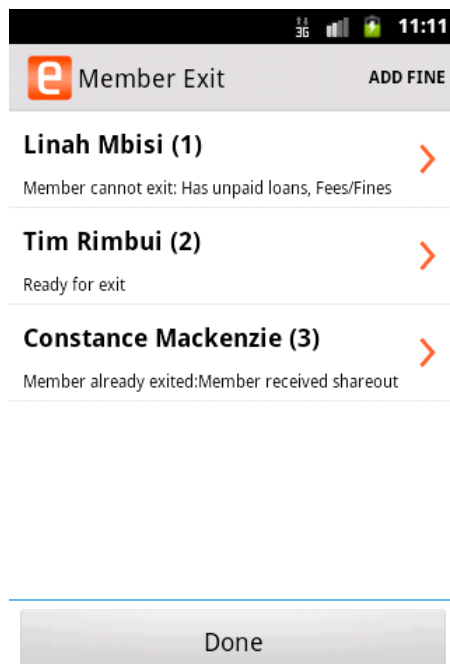 3G 11:11
e Member Exit ADD FINE
Linah Mbisi (1)
Member cannot exit: Has unpaid loans, Fees/Fines
Tim Rimbui (2)
Ready for exit
Constance Mackenzie (3)
Member already exited:Member received shareout
Done